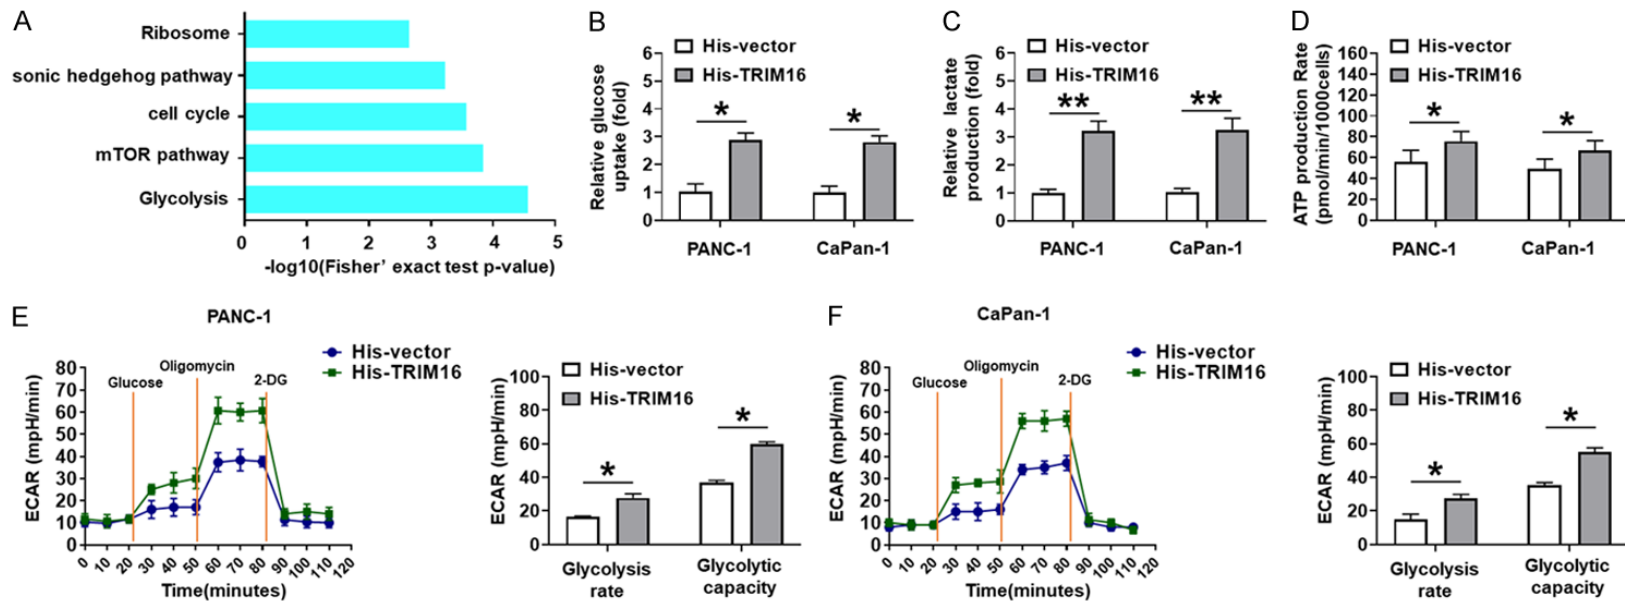 A
Ribosome
sonic hedgehog pathway
cell cycle
mTOR pathway
Glycolysis
0 1 2 3 4 5
-log10(Fisher' exact test p-value)
B
His-vector
His-TRIM16
Relative glucose
uptake (fold)
6
5
4
3
2
1
0
* *
PANC-1 CaPan-1
C
His-vector
His-TRIM16
Relative lactate
production (fold)
6
5
4
3
2
1
0
** **
PANC-1 CaPan-1
D
His-vector
His-TRIM16
ATP production Rate
(pmol/min/1000cells)
160
140
120
100
80
60
40
20
0
* *
PANC-1 CaPan-1
E
PANC-1
His-vector
His-TRIM16
Glucose
Oligomycin
2-DG
ECAR (mpH/min)
80
70
60
50
40
30
20
10
0
0 10 20 30 40 50 60 70 80 90 100 110 120
Time(minutes)
His-vector
His-TRIM16
ECAR (mpH/min)
100
80
60
40
20
0
* *
Glycolysis
rate
Glycolytic
capacity
F
CaPan-1
His-vector
His-TRIM16
Glucose
Oligomycin
2-DG
ECAR (mpH/min)
80
70
60
50
40
30
20
10
0
0 10 20 30 40 50 60 70 80 90 100 110 120
Time(minutes)
His-vector
His-TRIM16
ECAR (mpH/min)
100
80
60
40
20
0
* *
Glycolysis
rate
Glycolytic
capacity